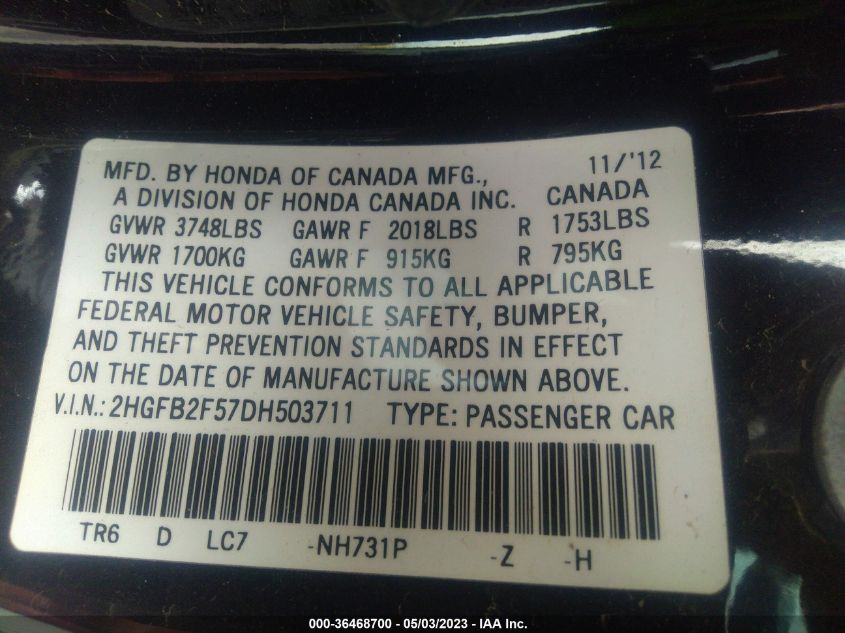 MFD. BY HONDA OF CANADA MFG., 11/'12
A DIVISION OF HONDA CANADA INC. CANADA
GVWR 3748LBS GAWR F 2018LBS R 1753LBS
GVWR 1700KG GAWR F 915KG R 795KG
THIS VEHICLE CONFORMS TO ALL APPLICABLE
FEDERAL MOTOR VEHICLE SAFETY, BUMPER,
AND THEFT PREVENTION STANDARDS IN EFFECT
ON THE DATE OF MANUFACTURE SHOWN ABOVE.
V.I.N.: 2HGFB2F57DH503711 TYPE: PASSENGER CAR
TR6 D LC7 -NH731P -Z -H
000-36468700 - 05/03/2023 - IAA Inc.